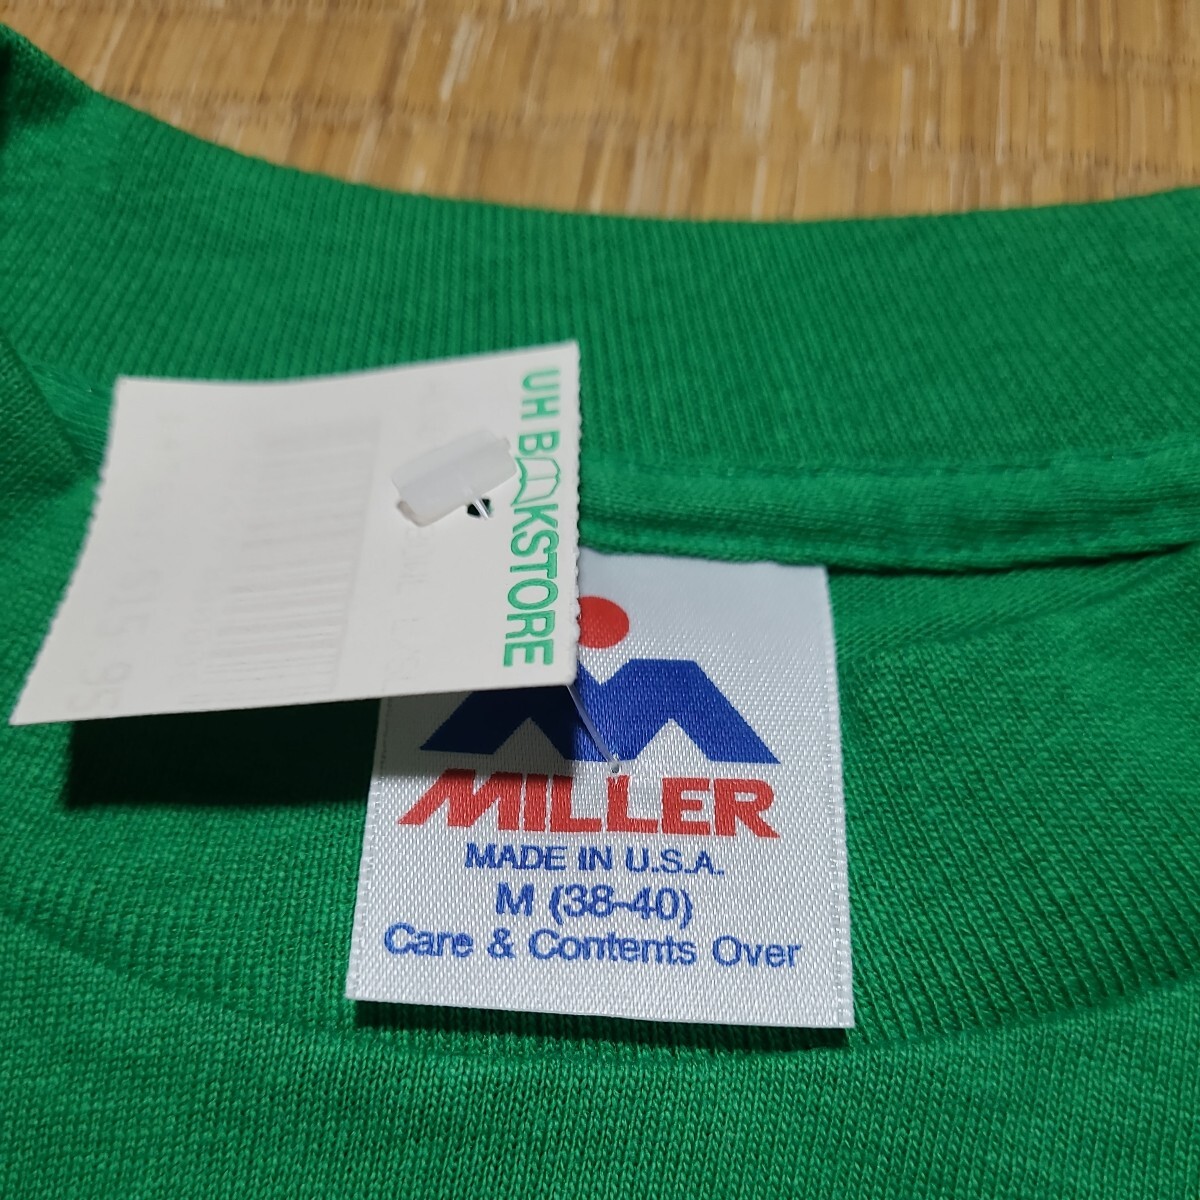 UH BOOKSTORE
MILLER
MADE IN U.S.A.
M (38-40)
Care & Contents Over